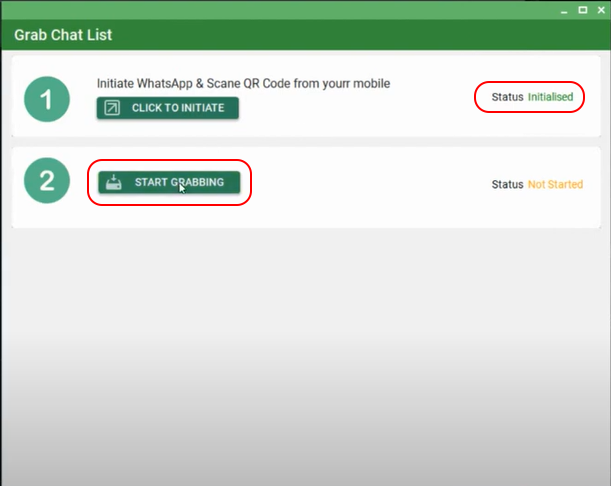 Grab Chat List
1
Initiate WhatsApp & Scane QR Code from yourr mobile
CLICK TO INITIATE
Status Initialised
2
START GRABBING
Status Not Started